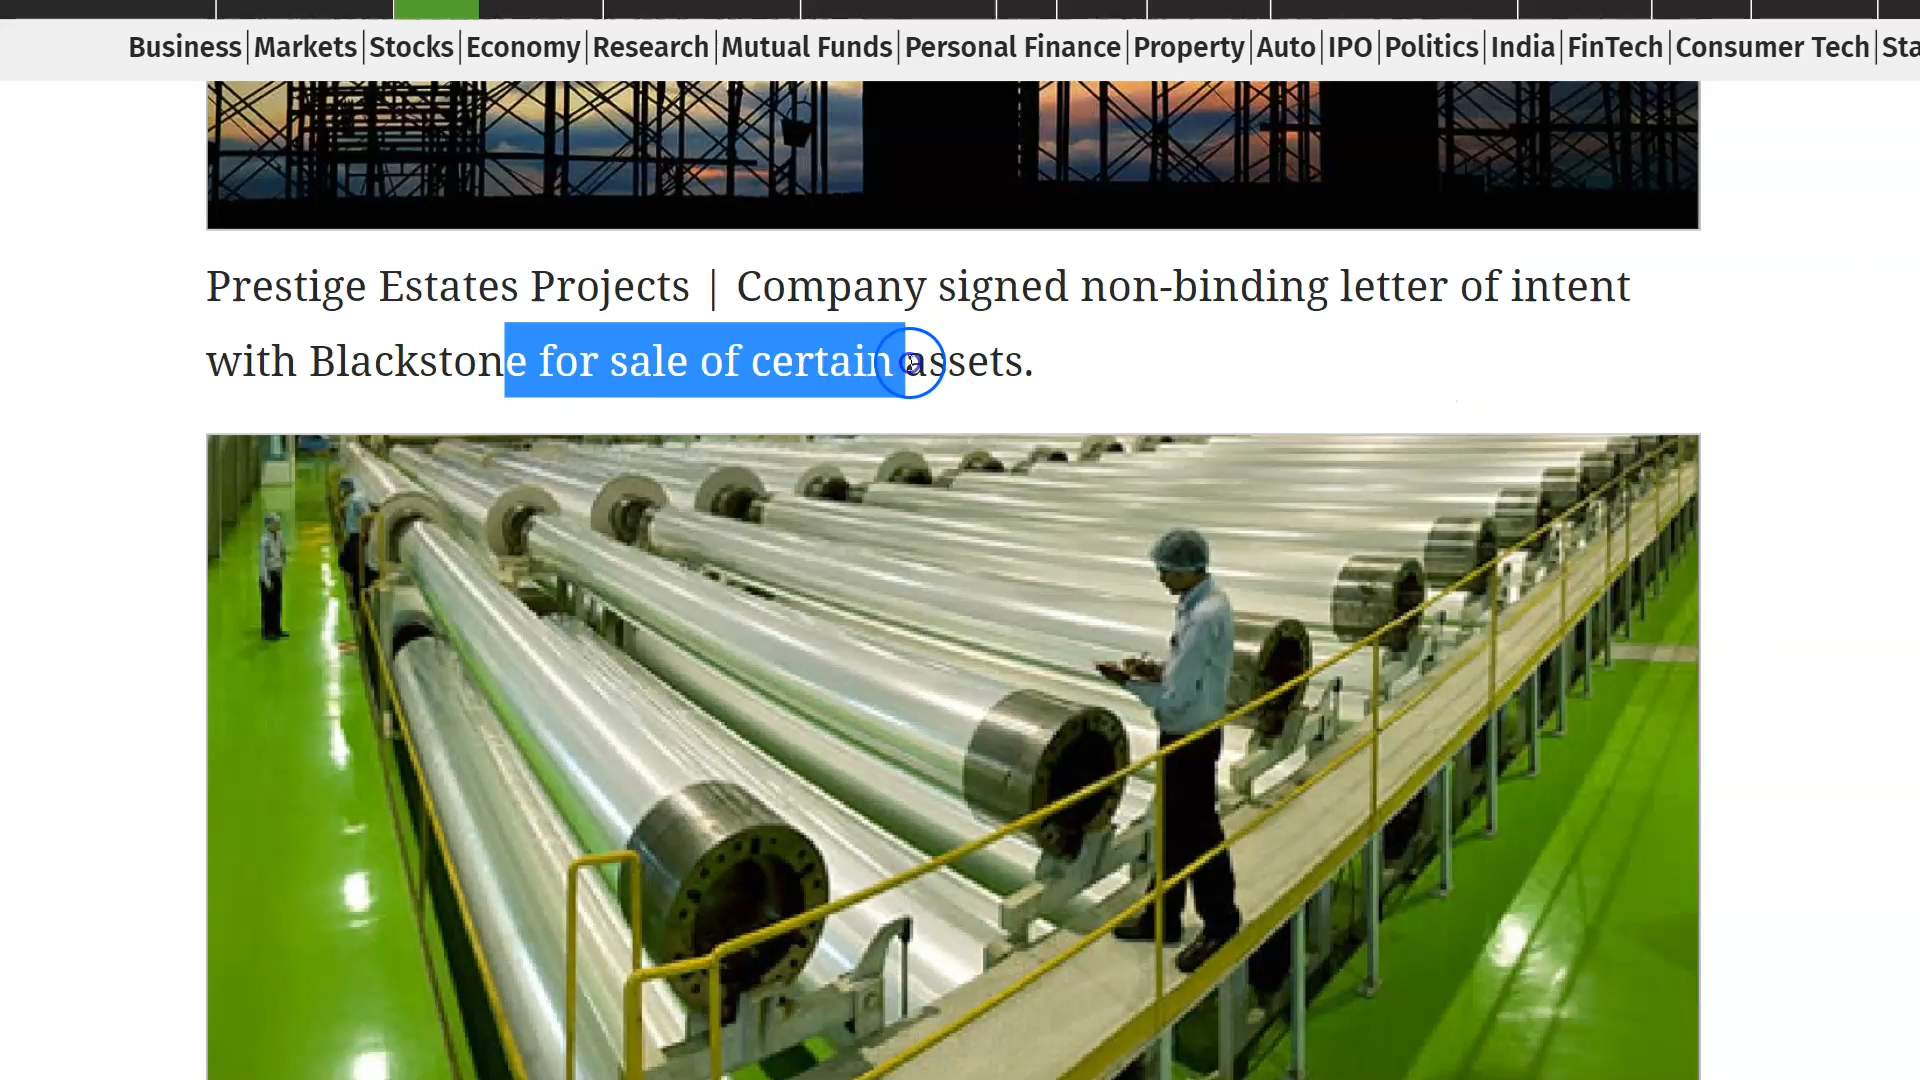 Business Markets Stocks Economy Research Mutual Funds Personal Finance Property Auto IPO Politics India FinTech Consumer Tech
Prestige Estates Projects | Company signed non-binding letter of intent
with Blackstone for sale of certain assets.